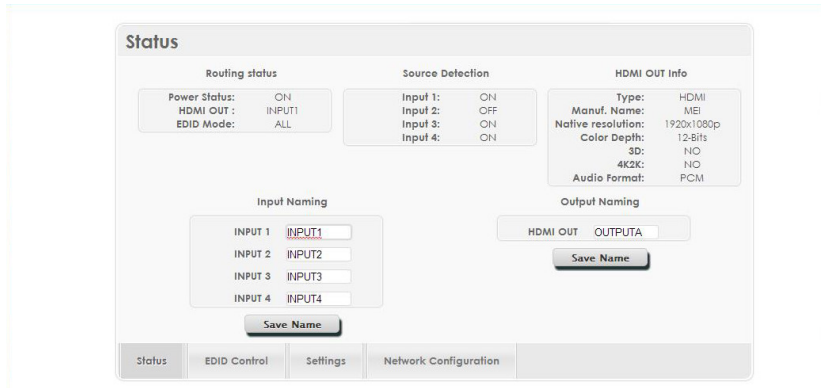 Status
Routing status
Power Status: ON
HDMI OUT : INPUT1
EDID Mode: ALL
Source Detection
Input 1: ON
Input 2: OFF
Input 3: ON
Input 4: ON
HDMI OUT Info
Type: HDMI
Manuf. Name: MEI
Native resolution: 1920x1080p
Color Depth: 12-Bits
3D: NO
4K2K: NO
Audio Format: PCM
Input Naming
INPUT 1 INPUT1
INPUT 2 INPUT2
INPUT 3 INPUT3
INPUT 4 INPUT4
Save Name
Output Naming
HDMI OUT OUTPUTA
Save Name
Status EDID Control Settings Network Configuration